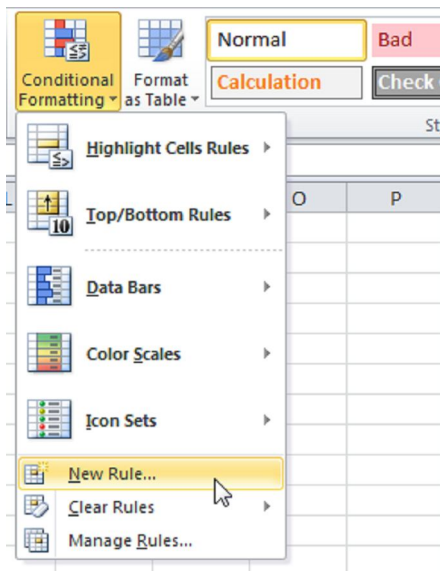 Normal
Bad
Conditional
Formatting
Format
as Table
Calculation
Check
St
Highlight Cells Rules
Top/Bottom Rules
10
O
P
Data Bars
Color Scales
Icon Sets
New Rule...
Clear Rules
Manage Rules...